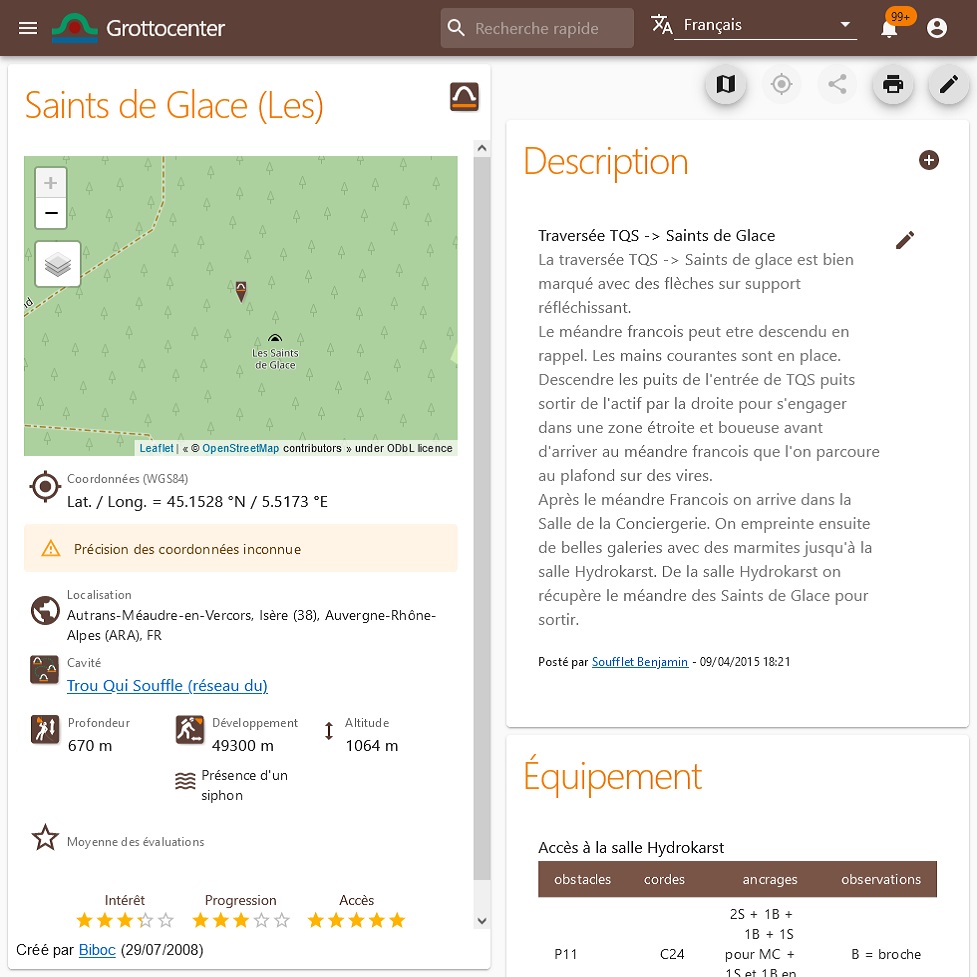 Grottocenter
Recherche rapide
Français
99+
Saints de Glace (Les)
+
−
Les Saints
de Glace
Leaflet | « © OpenStreetMap contributors » under ODbL licence
Coordonnées (WGS84)
Lat. / Long. = 45.1528 °N / 5.5173 °E
Précision des coordonnées inconnue
Localisation
Autrans-Méaudre-en-Vercors, Isère (38), Auvergne-Rhône-
Alpes (ARA), FR
Cavité
Trou Qui Souffle (réseau du)
Profondeur
670 m
Développement
49300 m
Altitude
1064 m
Présence d'un
siphon
Moyenne des évaluations
Intérêt
Progression
Accès
Créé par Biboc (29/07/2008)
Description
Traversée TQS -> Saints de Glace
La traversée TQS -> Saints de glace est bien
marqué avec des flèches sur support
réfléchissant.
Le méandre francois peut etre descendu en
rappel. Les mains courantes sont en place.
Descendre les puits de l'entrée de TQS puits
sortir de l'actif par la droite pour s'engager
dans une zone étroite et boueuse avant
d'arriver au méandre francois que l'on parcoure
au plafond sur des vires.
Après le méandre Francois on arrive dans la
Salle de la Conciergerie. On empreinte ensuite
de belles galeries avec des marmites jusqu'à la
salle Hydrokarst. De la salle Hydrokarst on
récupère le méandre des Saints de Glace pour
sortir.
Posté par Soufflet Benjamin - 09/04/2015 18:21
Équipement
Accès à la salle Hydrokarst
obstacles cordes ancrages observations
2S + 1B +
1B + 1S
P11 C24 pour MC + B = broche
1S et 1B en